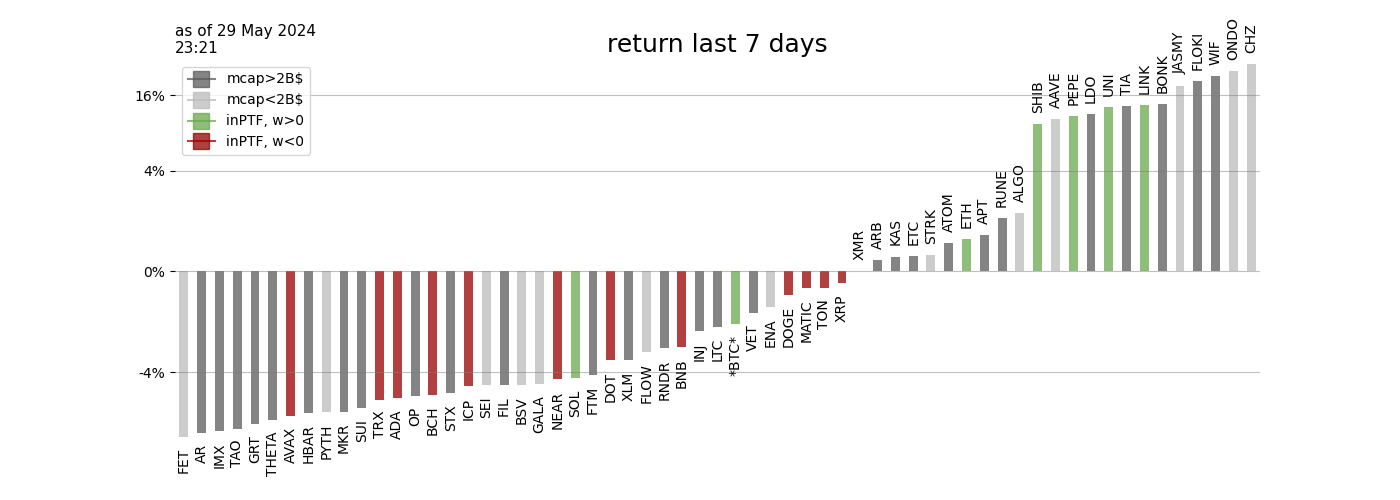 as of 29 May 2024
23:21
return last 7 days
mcap>2B$
mcap<2B$
inPTF, w>0
inPTF, w<0
16%
4%
0%
-4%
FET
AR
IMX
TAO
GRT
THETA
AVAX
HBAR
PYTH
MKR
SUI
TRX
ADA
OP
BCH
STX
ICP
SEI
FIL
BSV
GALA
NEAR
SOL
FTM
DOT
XLM
FLOW
RNDR
BNB
INJ
LTC
*BTC*
VET
ENA
DOGE
MATIC
TON
XRP
XMR
ARB
KAS
ETC
STRK
ATOM
ETH
APT
RUNE
ALGO
SHIB
AAVE
PEPE
LDO
UNI
TIA
LINK
BONK
JASMY
FLOKI
WIF
ONDO
CHZ